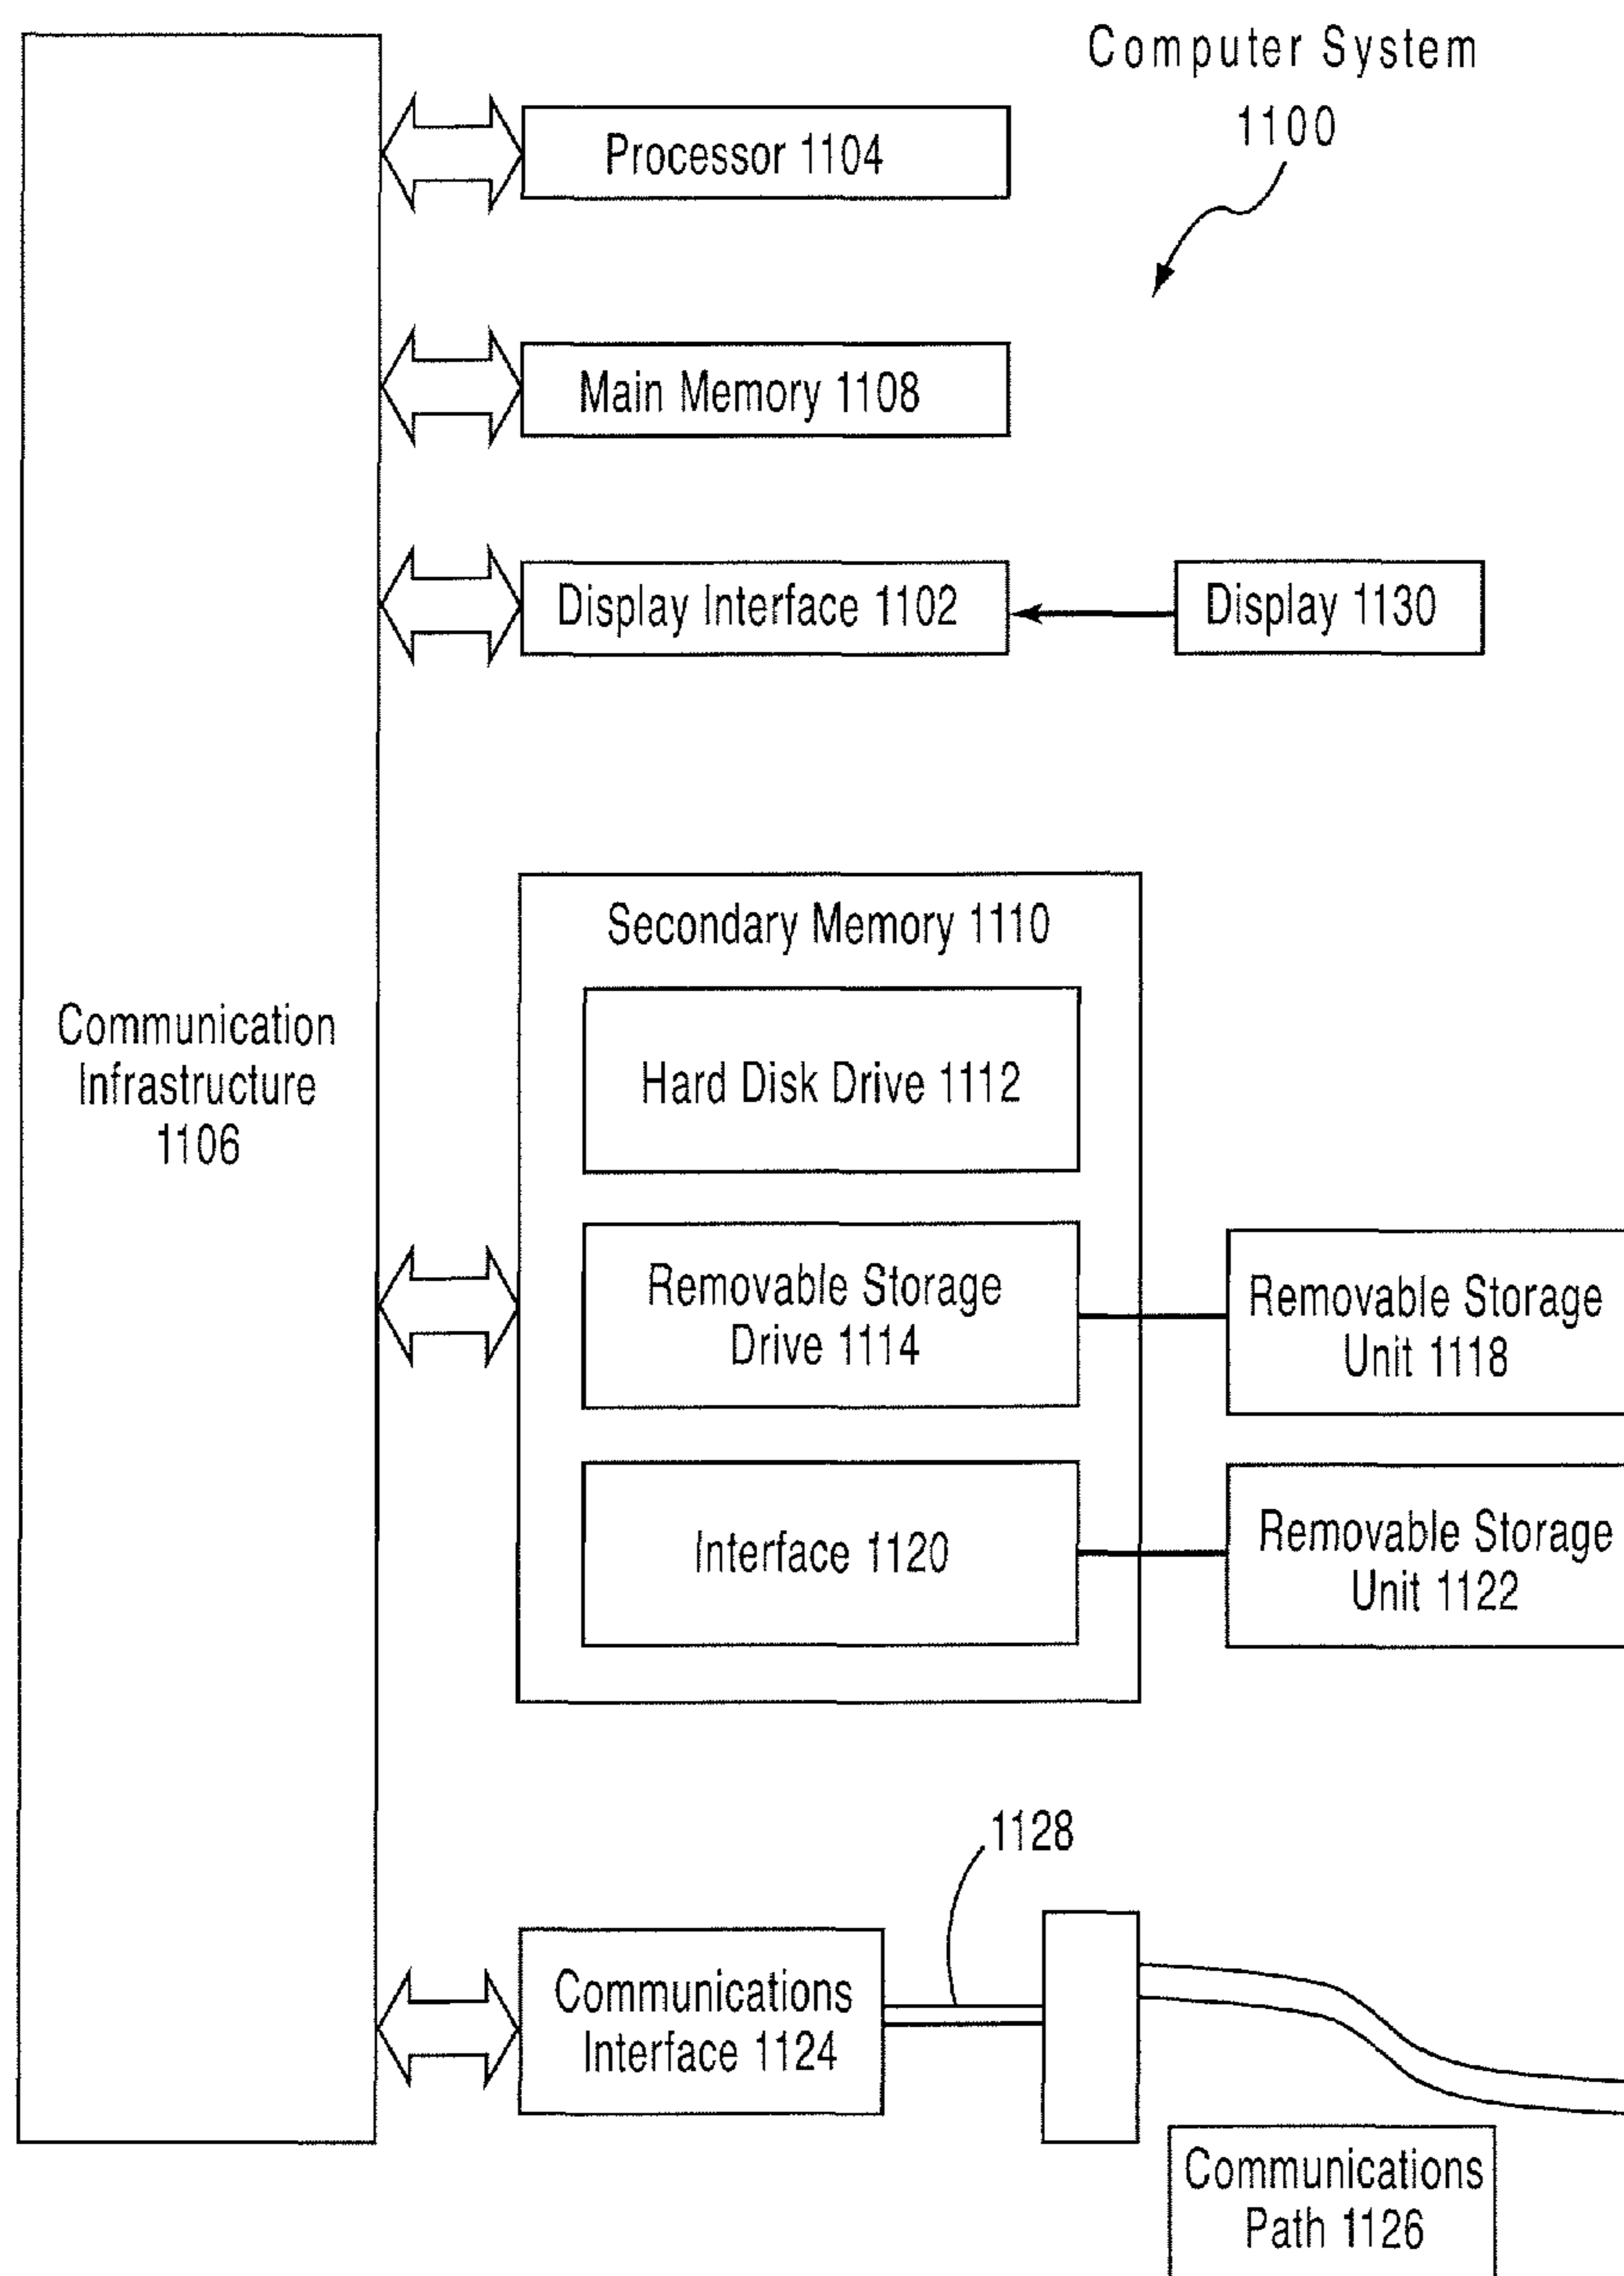 Computer System
1100
Processor 1104
Main Memory 1108
Display Interface 1102
Display 1130
Secondary Memory 1110
Communication
Infrastructure
1106
Hard Disk Drive 1112
Removable Storage
Drive 1114
Removable Storage
Unit 1118
Interface 1120
Removable Storage
Unit 1122
1128
Communications
Interface 1124
Communications
Path 1126